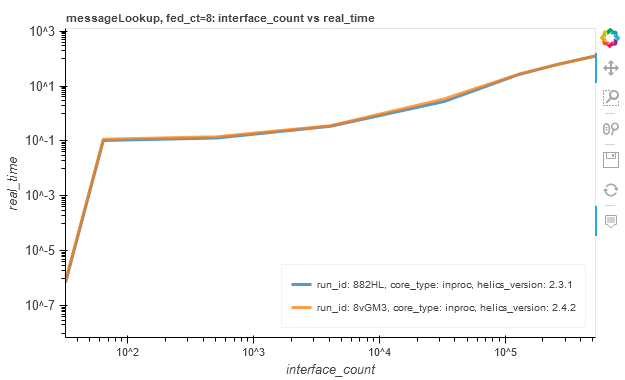 messageLookup, fed_ct=8: interface_count vs real_time
10^3
10^1
10^-1
10^-3
10^-5
10^-7
real_time
run_id: 882HL, core_type: inproc, helics_version: 2.3.1
run_id: 8vGM3, core_type: inproc, helics_version: 2.4.2
10^2
10^3
10^4
10^5
interface_count